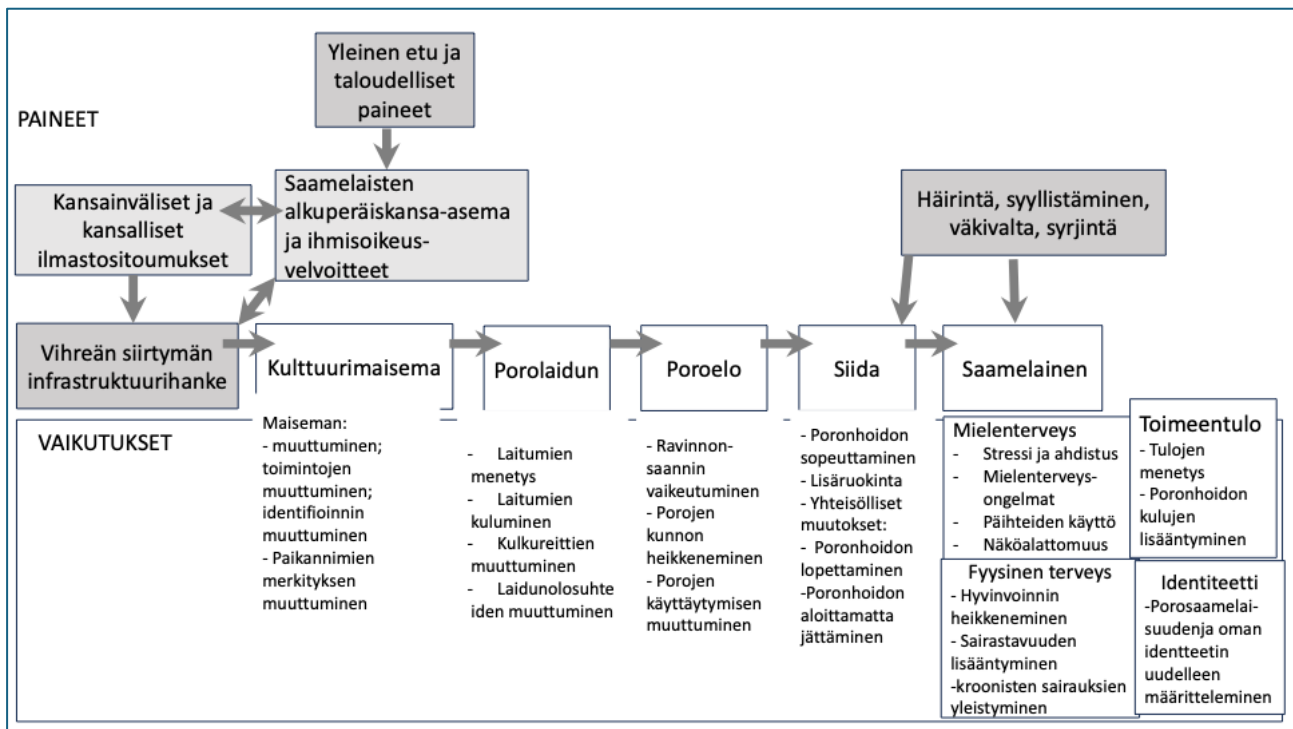 Yleinen etu ja
taloudelliset
paineet
PAINEET
Kansainväliset ja
kansalliset
ilmastositoumukset
Saamelaisten
alkuperäiskansa-asema
ja ihmisoikeus-
velvoitteet
Häirintä, syyllistäminen,
väkivalta, syrjintä
Vihreän siirtymän
infrastruktuurihanke
Kulttuurimaisema
Porolaidun
Poroelo
Siida
Saamelainen
VAIKUTUKSET
Maiseman:
- muuttuminen;
toimintojen
muuttuminen;
identifioinnin
muuttuminen
- Paikannimien
merkityksen
muuttuminen
- Laitumien
menetys
- Laitumien
kuluminen
- Kulkureittien
muuttuminen
- Laidunolosuhte
iden muuttuminen
- Ravinnon-
saannin
vaikeutuminen
- Porojen
kunnon
heikkeneminen
- Porojen
käyttäytymisen
muuttuminen
- Poronhoidon
sopeuttaminen
- Lisäruokinta
- Yhteisölliset
muutokset:
- Poronhoidon
lopettaminen
-Poronhoidon
aloittamatta
jättäminen
Mielenterveys
- Stressi ja ahdistus
- Mielenterveys-
ongelmat
- Päihteiden käyttö
- Näköalattomuus
Toimeentulo
- Tulojen
menetys
- Poronhoidon
kulujen
lisääntyminen
Fyysinen terveys
- Hyvinvoinnin
heikkeneminen
- Sairastavuuden
lisääntyminen
-kroonisten sairauksien
yleistyminen
Identiteetti
-Porosaamelai-
suudenja oman
identteetin
uudelleen
määritteleminen